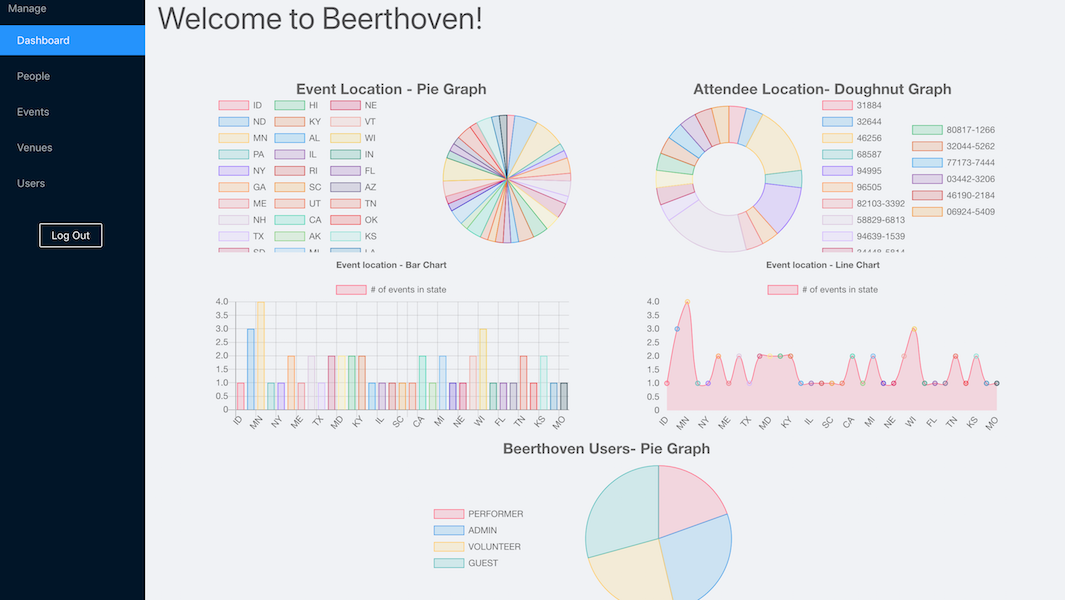 Manage
Dashboard
People
Events
Venues
Users
Log Out
Welcome to Beerthoven!
Event Location - Pie Graph
ID HI NE
ND KY VT
MN AL WI
PA IL IN
NY RI FL
GA SC AZ
ME UT TN
NH CA OK
TX AK KS
SD MI LA
Attendee Location- Doughnut Graph
31884
32644
46256
68587
94995
96505
82103-3392
58829-6813
94639-1539
34448-5814
80817-1266
32044-5262
77173-7444
03442-3206
46190-2184
06924-5409
Event location - Bar Chart
# of events in state
4.0
3.5
3.0
2.5
2.0
1.5
1.0
0.5
0
ID MN NY ME TX MD KY IL SC CA MI NE WI FL TN KS MO
Event location - Line Chart
# of events in state
4.0
3.5
3.0
2.5
2.0
1.5
1.0
0.5
0
ID MN NY ME TX MD KY IL SC CA MI NE WI FL TN KS MO
Beerthoven Users- Pie Graph
PERFORMER
ADMIN
VOLUNTEER
GUEST